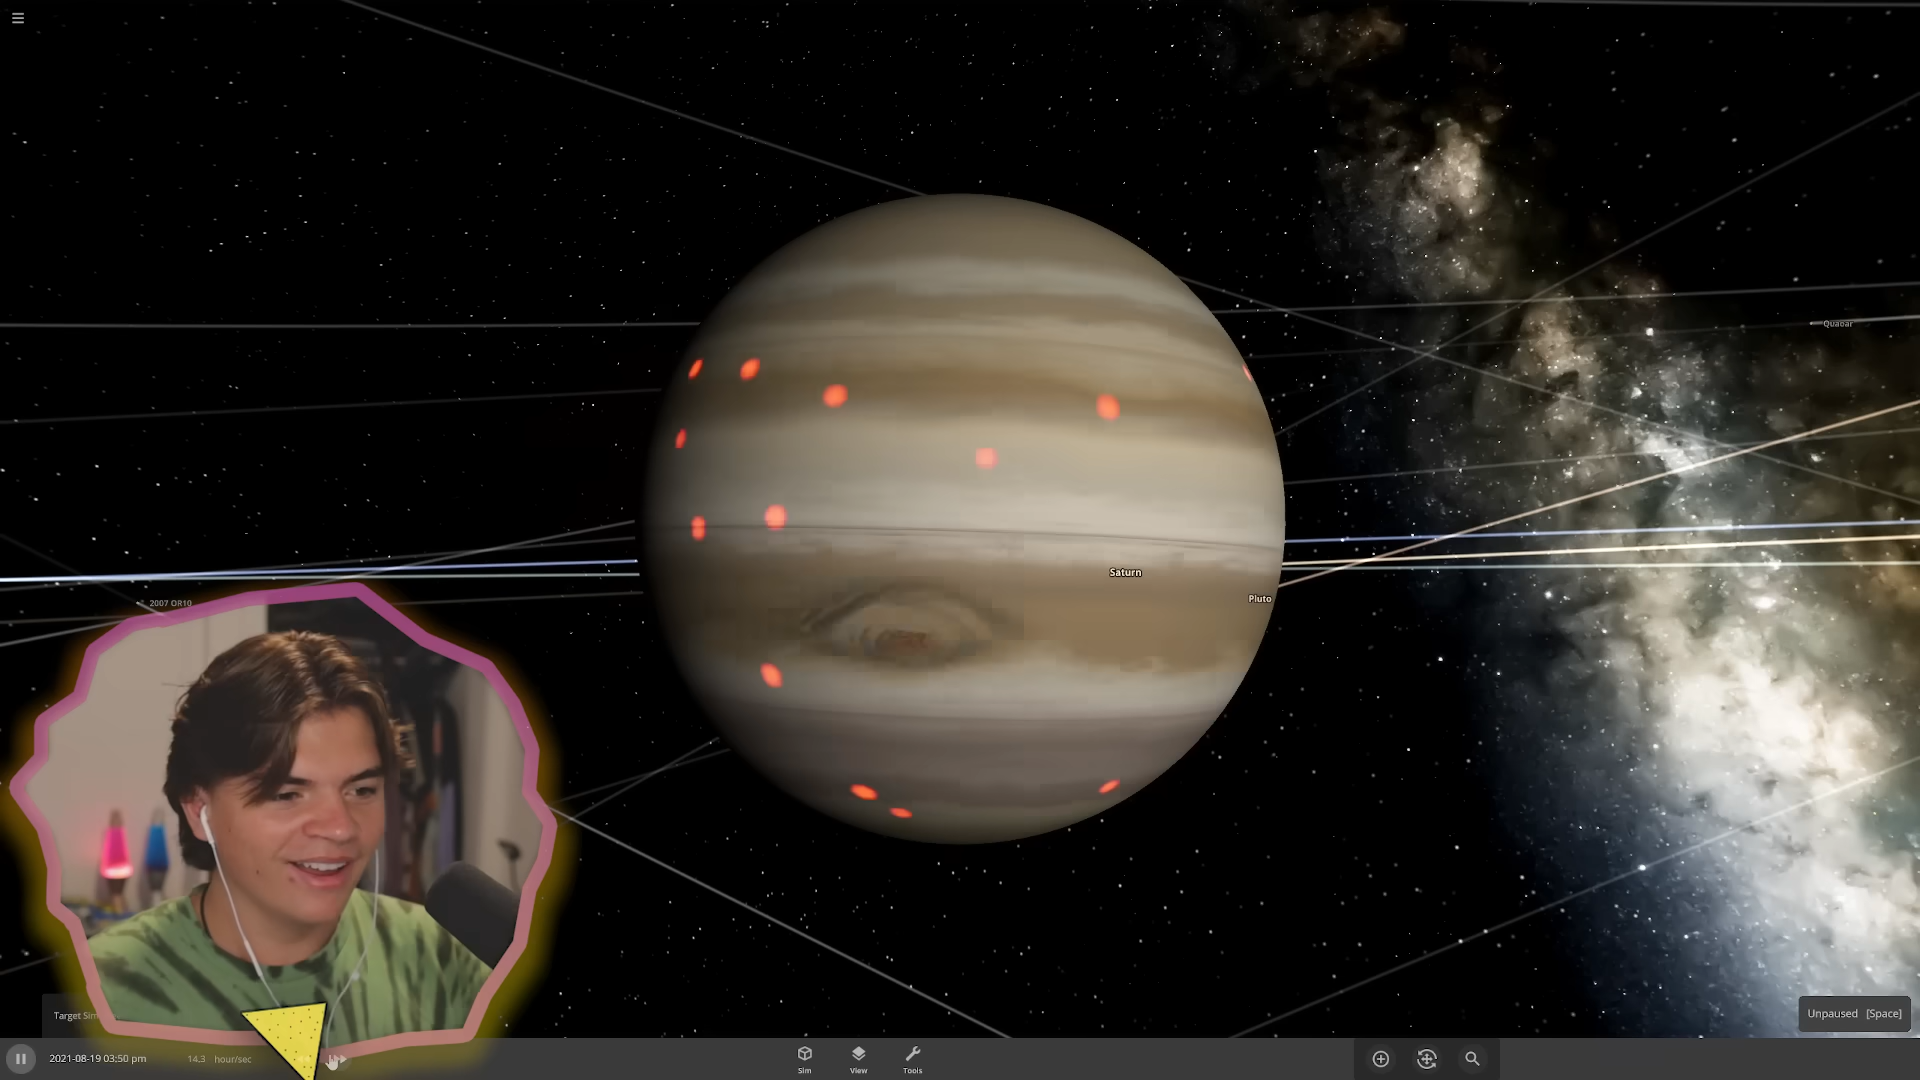 Quaoar
Saturn
Pluto
2007 OR10
Target Sim
Unpaused [Space]
2021-08-19 03:50 pm
14.3 hour/sec
Sim
View
Tools